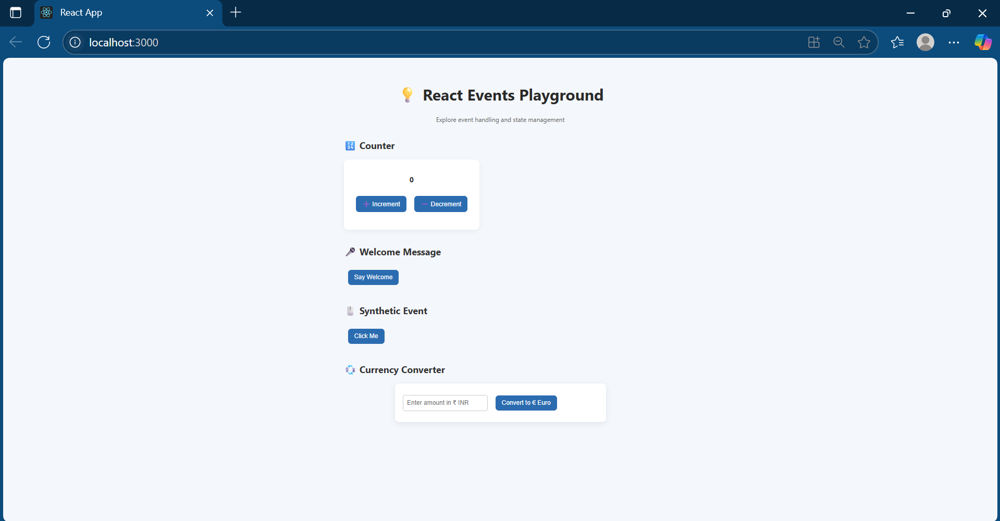 React App
localhost:3000
💡 React Events Playground
Explore event handling and state management
🔢 Counter
0
➕ Increment ➖ Decrement
🎤 Welcome Message
Say Welcome
🖱️ Synthetic Event
Click Me
💱 Currency Converter
Enter amount in ₹ INR Convert to € Euro